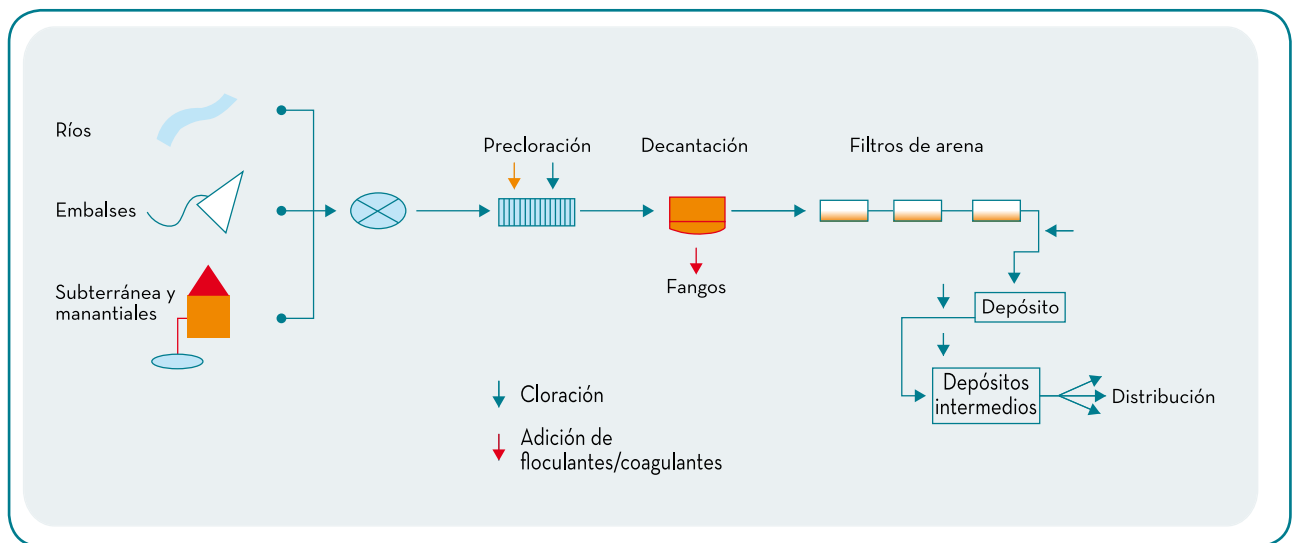 Ríos
Embalses
Subterránea y
manantiales
Precloración
Decantación
Fangos
Filtros de arena
Depósito
Depósitos
intermedios
Distribución
Cloración
Adición de
floculantes/coagulantes